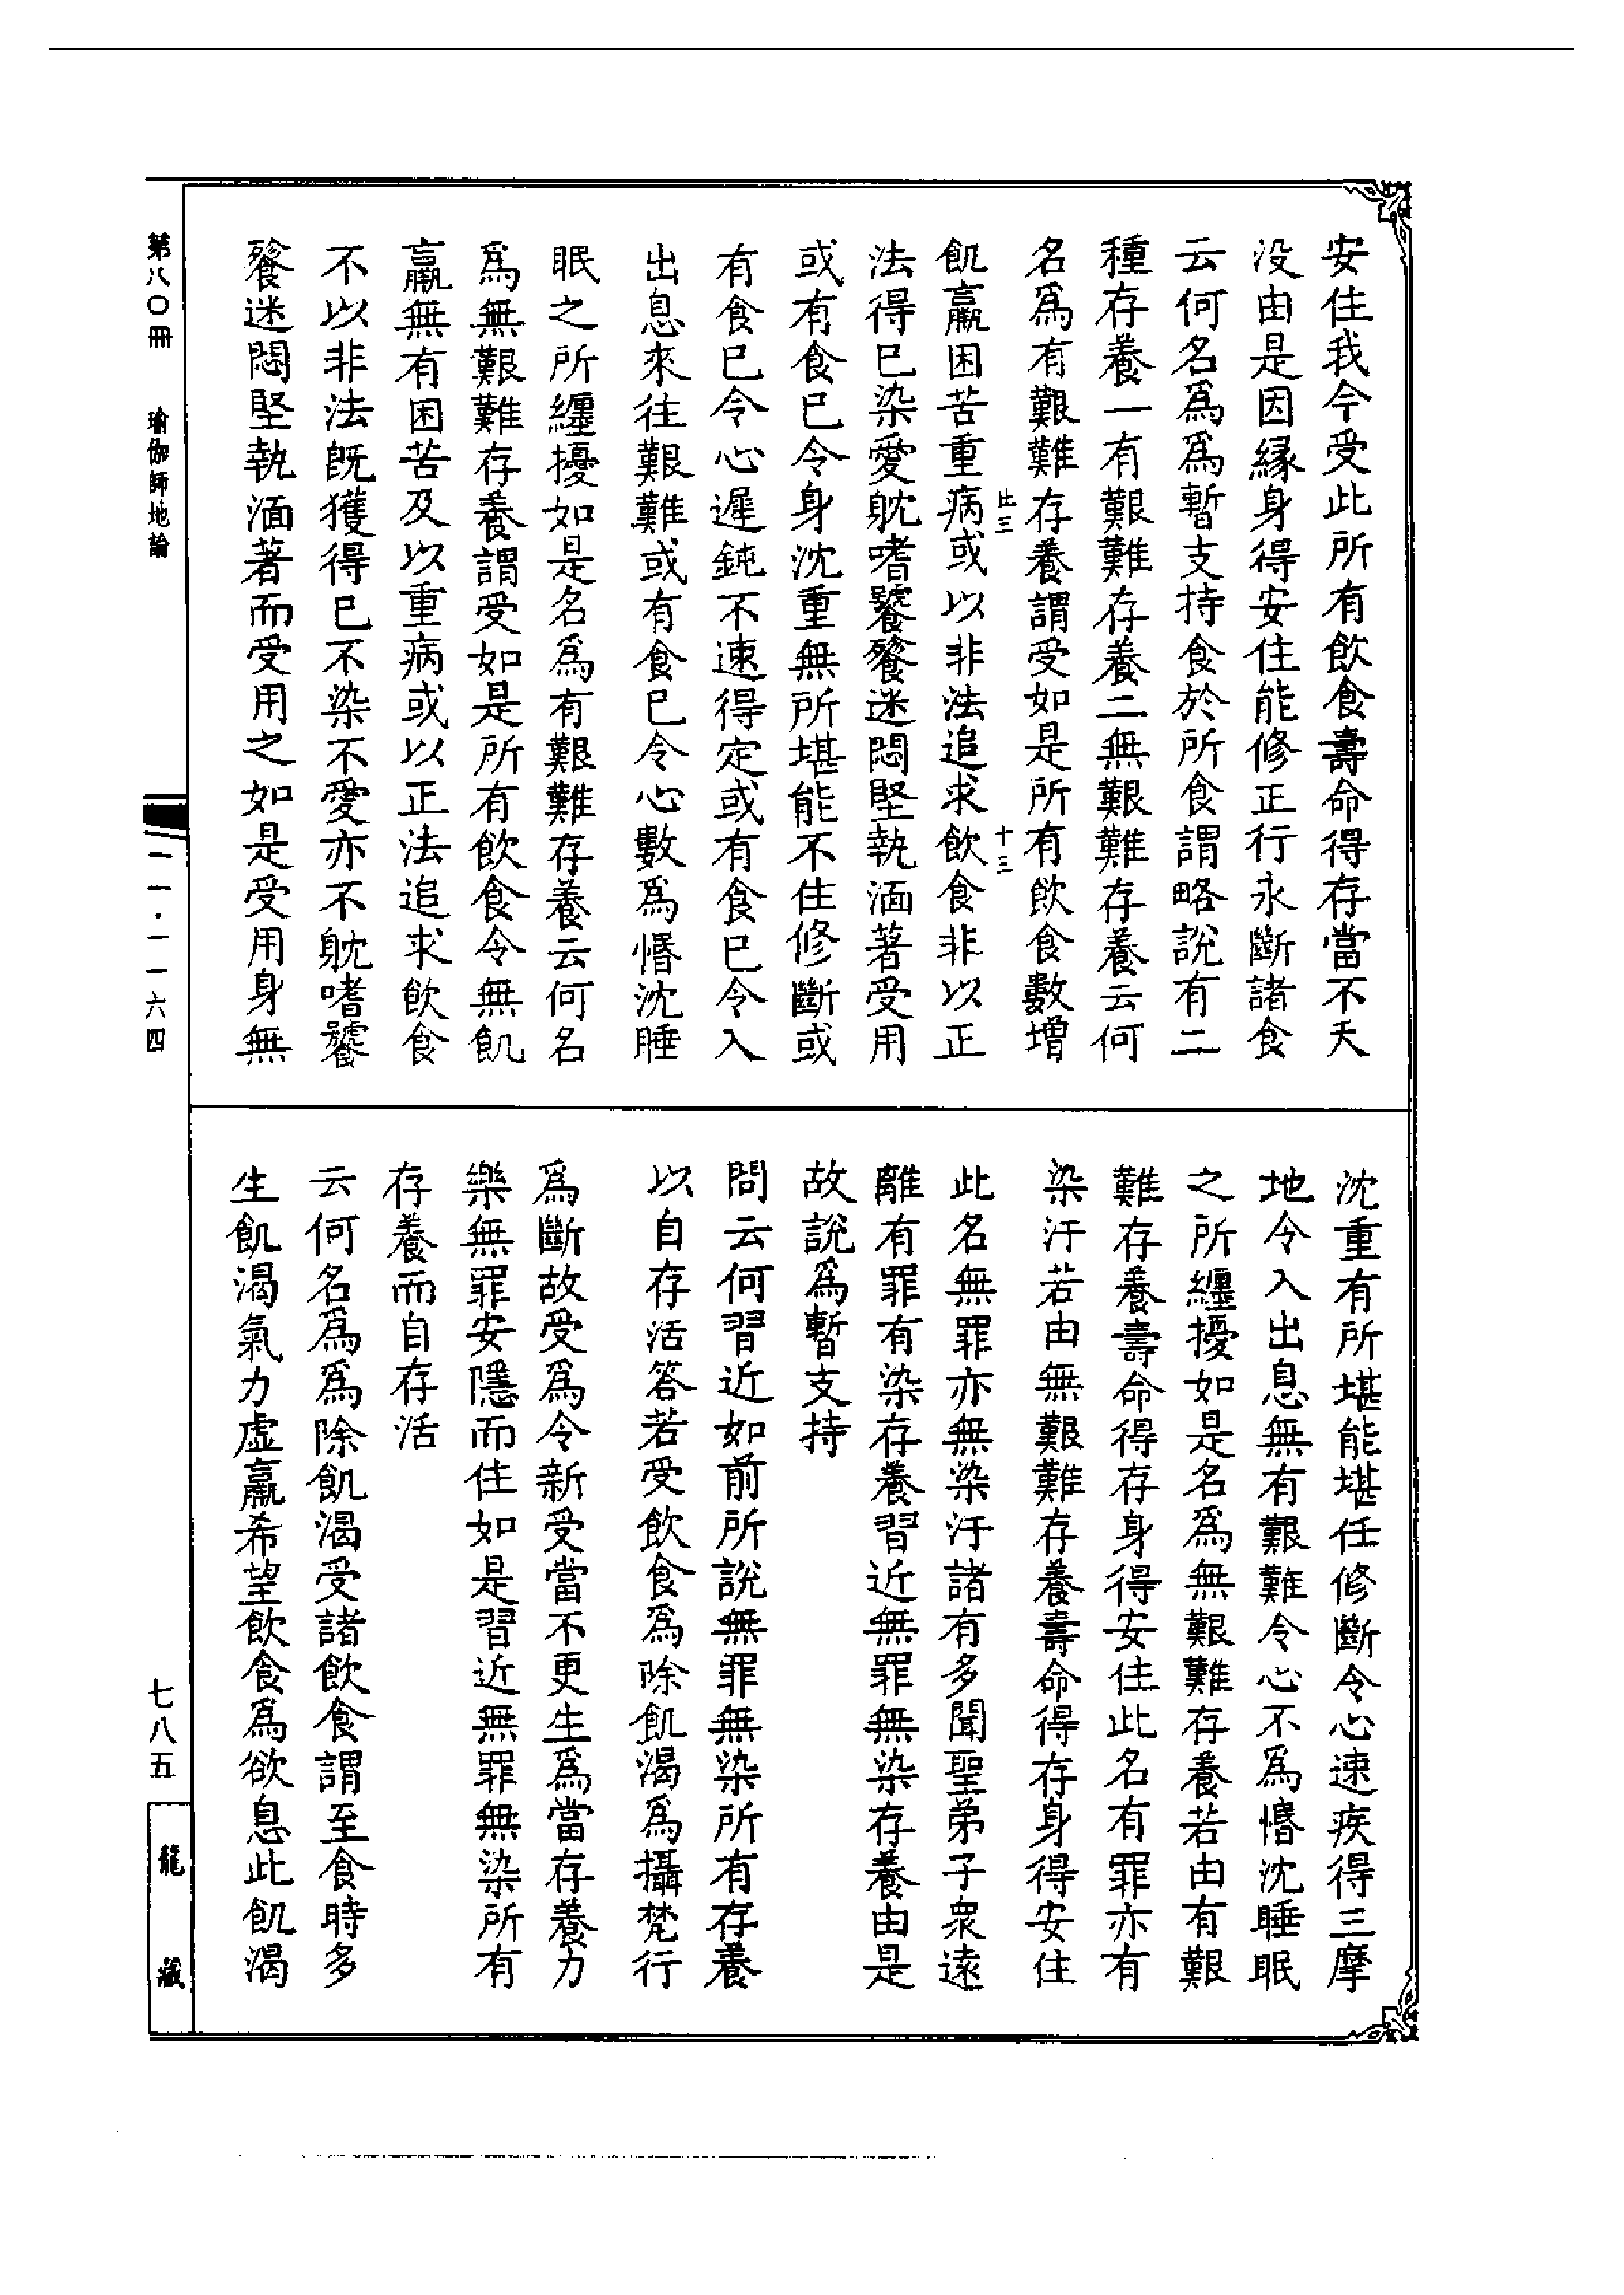 安住我今受此所有飲食壽命得存當不夭
没由是因縁身得安住能修正行永斷諸食
云何名爲爲暫支持食於所食謂略說有二
種存養一有艱難存養二無艱難存養云何
名爲有艱難存養謂受如是所有飲食數增
飢羸困苦重病或以非法追求飲食非以正
法得已染愛躭嗜饕餮迷悶堅執湎著受用
或有食已令身沈重無所堪能不住修斷或
有食已令心遲鈍不速得定或有食已令入
出息來往艱難或有食已令心數爲惛沈睡
眠之所纏擾如是名爲有艱難存養云何名
爲無艱難存養謂受如是所有飲食令無飢
羸無有困苦及以重病或以正法追求飲食
不以非法旣獲得已不染不愛亦不躭嗜饕
餮迷悶堅執湎著而受用之如是受用身無
沈重有所堪能堪任修斷令心速疾得三摩
地令入出息無有艱難令心不爲惛沈睡眠
之所纏擾如是名爲無艱難存養若由有艱
難存養壽命得存身得安住此名有罪亦有
染汙若由無艱難存養壽命得存身得安住
此名無罪亦無染汙諸有多聞聖弟子衆遠
離有罪有染存養習近無罪無染存養由是
故說爲暫支持
問云何習近如前所說無罪無染所有存養
以自存活答若受飲食爲除飢渴爲攝梵行
爲斷故受爲令新受當不更生爲當存養力
樂無罪安隱而住如是習近無罪無染所有
存養而自存活
云何名爲爲除飢渴受諸飲食謂至食時多
生飢渴氣力虛羸希望飲食爲欲息此飢渴
第八〇冊 瑜伽師地論
一一·一一六四
七八五
龍藏
此三
十三